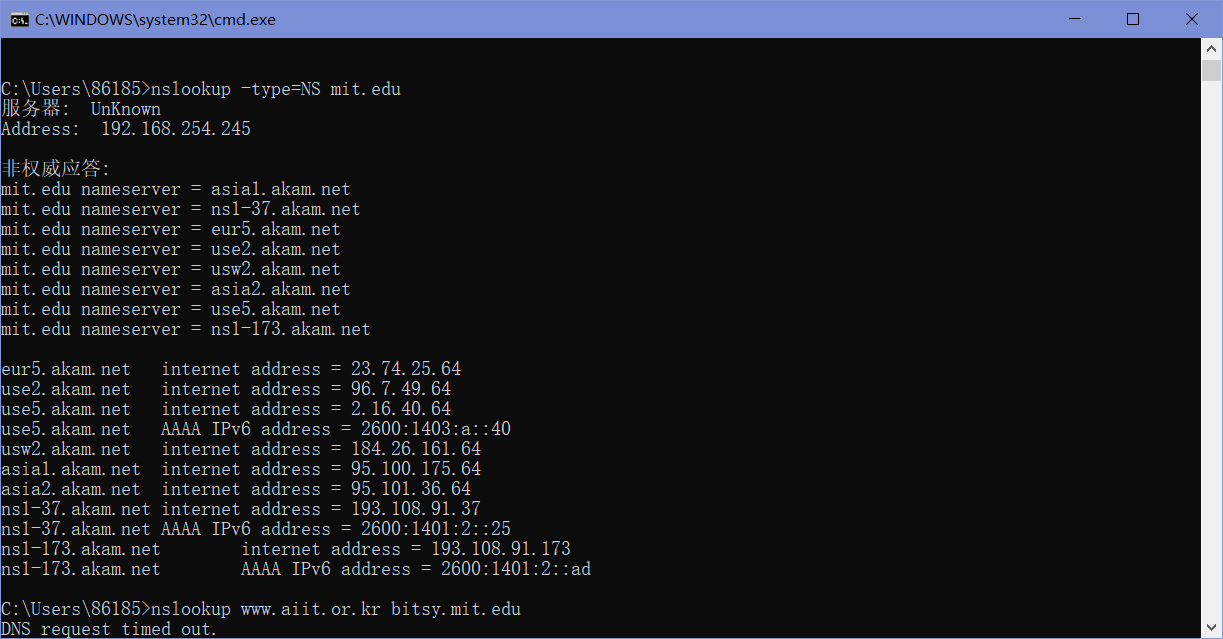 C:\WINDOWS\system32\cmd.exe
C:\Users\86185>nslookup -type=NS mit.edu
服务器:  UnKnown
Address:  192.168.254.245
非权威应答:
mit.edu nameserver = asia1.akam.net
mit.edu nameserver = ns1-37.akam.net
mit.edu nameserver = eur5.akam.net
mit.edu nameserver = use2.akam.net
mit.edu nameserver = usw2.akam.net
mit.edu nameserver = asia2.akam.net
mit.edu nameserver = use5.akam.net
mit.edu nameserver = ns1-173.akam.net
eur5.akam.net   internet address = 23.74.25.64
use2.akam.net   internet address = 96.7.49.64
use5.akam.net   internet address = 2.16.40.64
use5.akam.net   AAAA IPv6 address = 2600:1403:a::40
usw2.akam.net   internet address = 184.26.161.64
asia1.akam.net  internet address = 95.100.175.64
asia2.akam.net  internet address = 95.101.36.64
ns1-37.akam.net internet address = 193.108.91.37
ns1-37.akam.net AAAA IPv6 address = 2600:1401:2::25
ns1-173.akam.net        internet address = 193.108.91.173
ns1-173.akam.net        AAAA IPv6 address = 2600:1401:2::ad
C:\Users\86185>nslookup www.aiit.or.kr bitsy.mit.edu
DNS request timed out.